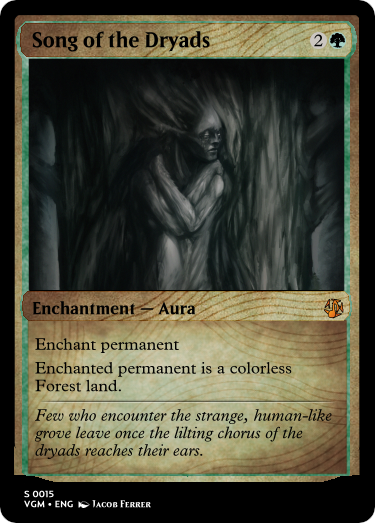 Song of the Dryads 2
Enchantment — Aura
Enchant permanent
Enchanted permanent is a colorless
Forest land.
Few who encounter the strange, human-like
grove leave once the lilting chorus of the
dryads reaches their ears.
S 0015
VGM • ENG Jacob Ferrer